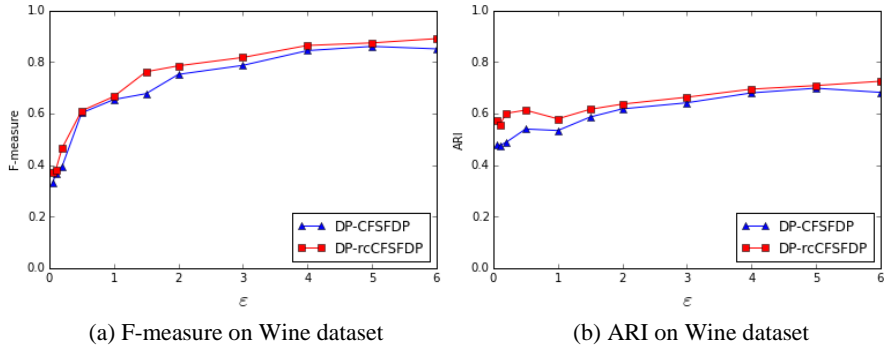 1.0
0.8
0.6
0.4
0.2
0.0
F-measure
0 1 2 3 4 5 6
ε
DP-CFSFDP
DP-rcCFSFDP
(a) F-measure on Wine dataset
1.0
0.8
0.6
0.4
0.2
0.0
ARI
0 1 2 3 4 5 6
ε
DP-CFSFDP
DP-rcCFSFDP
(b) ARI on Wine dataset